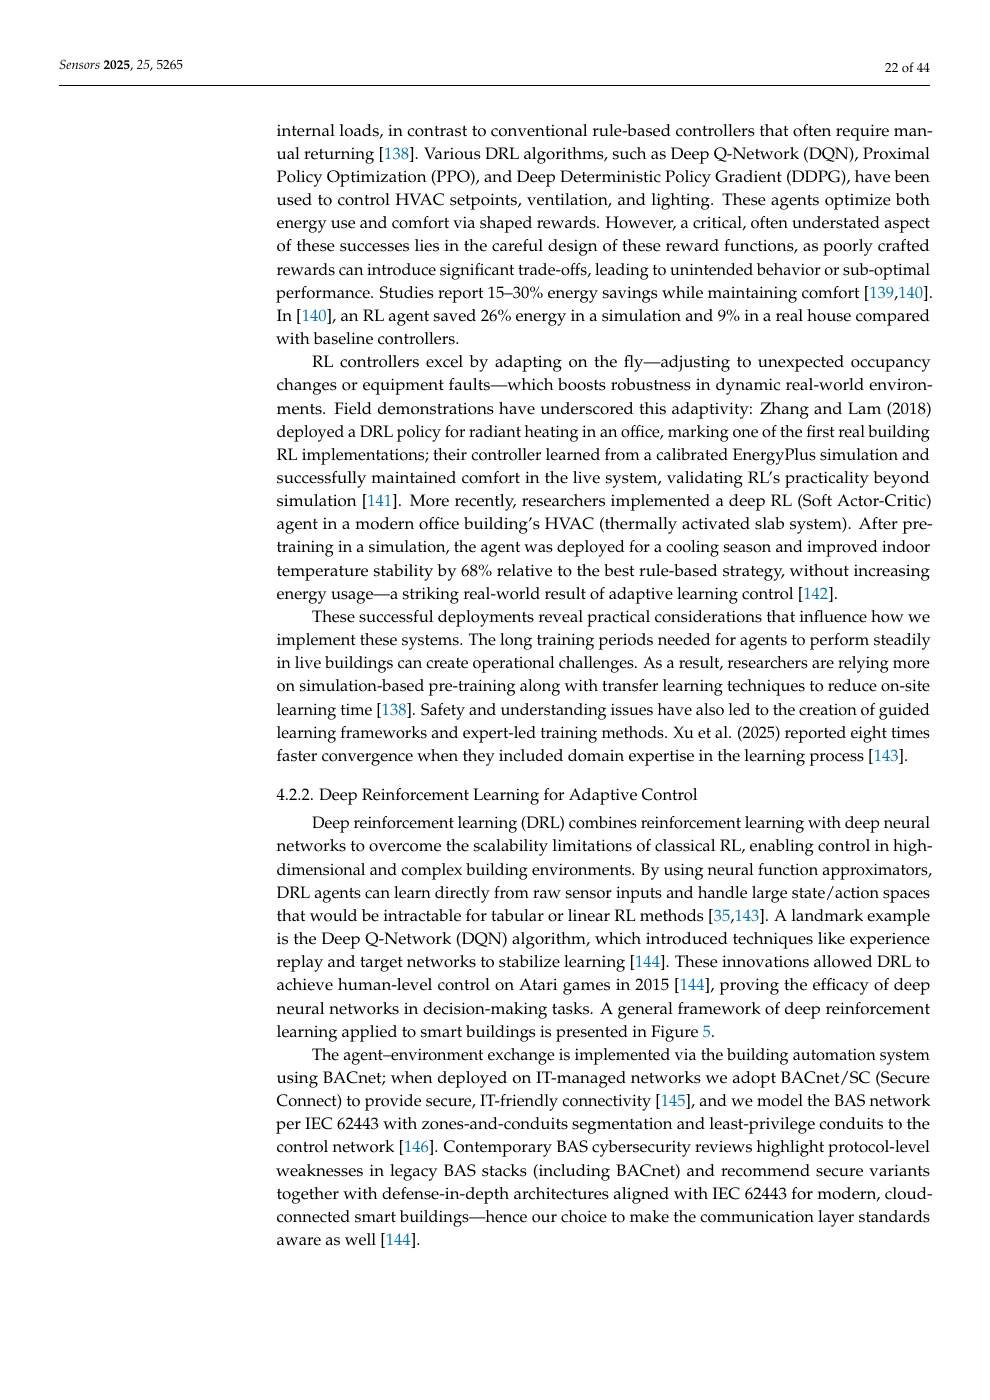 Sensors 2025, 25, 5265
22 of 44
internal loads, in contrast to conventional rule-based controllers that often require man-
ual returning [138]. Various DRL algorithms, such as Deep Q-Network (DQN), Proximal
Policy Optimization (PPO), and Deep Deterministic Policy Gradient (DDPG), have been
used to control HVAC setpoints, ventilation, and lighting. These agents optimize both
energy use and comfort via shaped rewards. However, a critical, often understated aspect
of these successes lies in the careful design of these reward functions, as poorly crafted
rewards can introduce significant trade-offs, leading to unintended behavior or sub-optimal
performance. Studies report 15–30% energy savings while maintaining comfort [139,140].
In [140], an RL agent saved 26% energy in a simulation and 9% in a real house compared
with baseline controllers.
RL controllers excel by adapting on the fly—adjusting to unexpected occupancy
changes or equipment faults—which boosts robustness in dynamic real-world environ-
ments. Field demonstrations have underscored this adaptivity: Zhang and Lam (2018)
deployed a DRL policy for radiant heating in an office, marking one of the first real building
RL implementations; their controller learned from a calibrated EnergyPlus simulation and
successfully maintained comfort in the live system, validating RL's practicality beyond
simulation [141]. More recently, researchers implemented a deep RL (Soft Actor-Critic)
agent in a modern office building's HVAC (thermally activated slab system). After pre-
training in a simulation, the agent was deployed for a cooling season and improved indoor
temperature stability by 68% relative to the best rule-based strategy, without increasing
energy usage—a striking real-world result of adaptive learning control [142].
These successful deployments reveal practical considerations that influence how we
implement these systems. The long training periods needed for agents to perform steadily
in live buildings can create operational challenges. As a result, researchers are relying more
on simulation-based pre-training along with transfer learning techniques to reduce on-site
learning time [138]. Safety and understanding issues have also led to the creation of guided
learning frameworks and expert-led training methods. Xu et al. (2025) reported eight times
faster convergence when they included domain expertise in the learning process [143].
4.2.2. Deep Reinforcement Learning for Adaptive Control
Deep reinforcement learning (DRL) combines reinforcement learning with deep neural
networks to overcome the scalability limitations of classical RL, enabling control in high-
dimensional and complex building environments. By using neural function approximators,
DRL agents can learn directly from raw sensor inputs and handle large state/action spaces
that would be intractable for tabular or linear RL methods [35,143]. A landmark example
is the Deep Q-Network (DQN) algorithm, which introduced techniques like experience
replay and target networks to stabilize learning [144]. These innovations allowed DRL to
achieve human-level control on Atari games in 2015 [144], proving the efficacy of deep
neural networks in decision-making tasks. A general framework of deep reinforcement
learning applied to smart buildings is presented in Figure 5.
The agent–environment exchange is implemented via the building automation system
using BACnet; when deployed on IT-managed networks we adopt BACnet/SC (Secure
Connect) to provide secure, IT-friendly connectivity [145], and we model the BAS network
per IEC 62443 with zones-and-conduits segmentation and least-privilege conduits to the
control network [146]. Contemporary BAS cybersecurity reviews highlight protocol-level
weaknesses in legacy BAS stacks (including BACnet) and recommend secure variants
together with defense-in-depth architectures aligned with IEC 62443 for modern, cloud-
connected smart buildings—hence our choice to make the communication layer standards
aware as well [144].